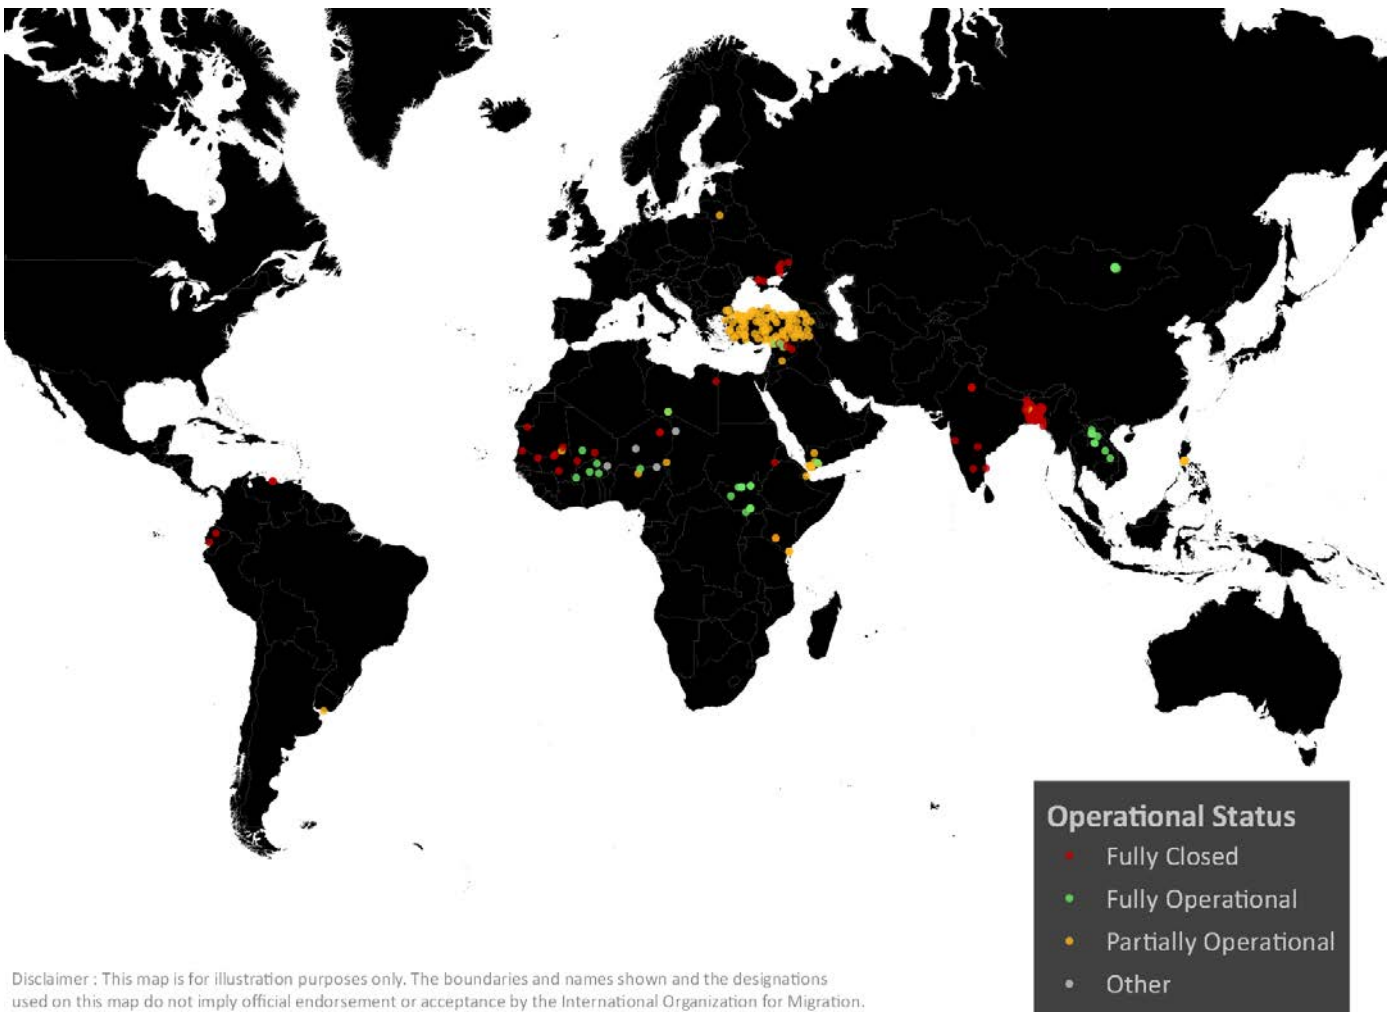 Operational Status
Fully Closed
Fully Operational
Partially Operational
Other
Disclaimer : This map is for illustration purposes only. The boundaries and names shown and the designations
used on this map do not imply official endorsement or acceptance by the International Organization for Migration.